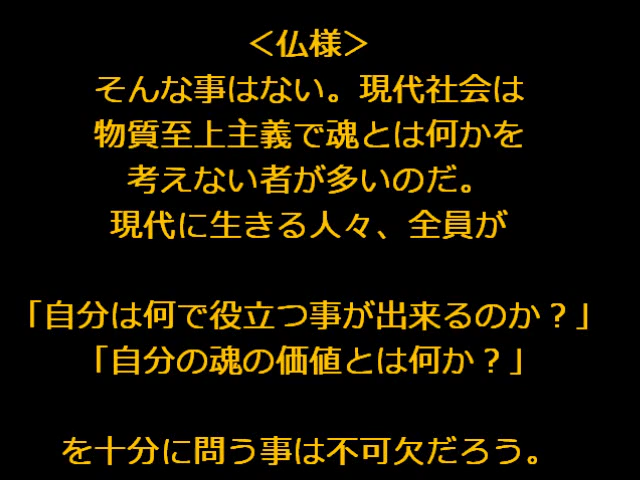 ＜仏様＞
そんな事はない。現代社会は
物質至上主義で魂とは何かを
考えない者が多いのだ。
現代に生きる人々、全員が
「自分は何で役立つ事が出来るのか？」
「自分の魂の価値とは何か？」
を十分に問う事は不可欠だろう。